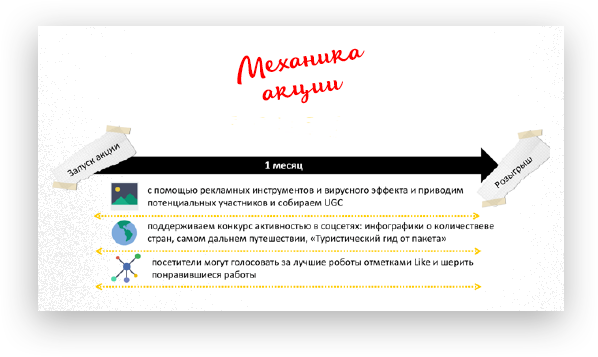 Механика
акции
Запуск акции
1 месяц
Розыгрыш
с помощью рекламных инструментов и вирусного эффекта и приводим
потенциальных участников и собираем UGC
поддерживаем конкурс активностью в соцсетях: инфографики о количествеве
стран, самом дальнем путешествии, «Туристический гид от пакета»
посетители могут голосовать за лучшие роботы отметками Like и шерить
понравившиеся работы